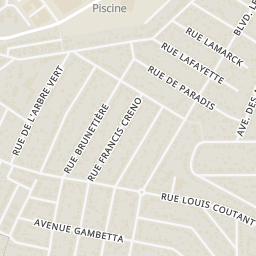 Piscine
BLVD. LE
RUE LAMARCK
RUE LAFAYETTE
RUE DE PARADIS
AVE. DES
RUE DE L'ARBRE VERT
RUE BRUNETIÈRE
RUE FRANCIS CRENO
RUE LOUIS COUTANT
AVENUE GAMBETTA